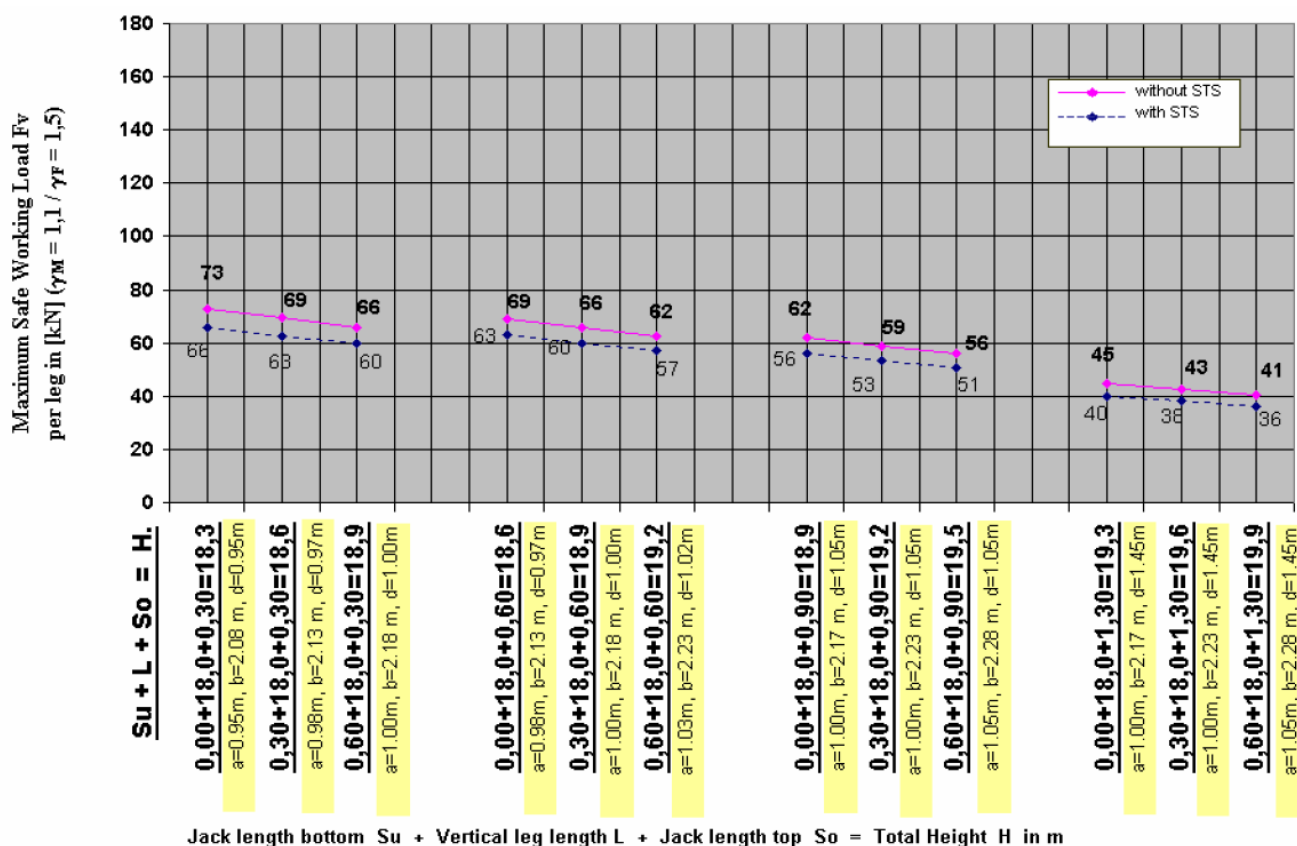 180
160
140
120
100
80
60
40
20
0
Maximum Safe Working Load Fv
per leg in [kN] (γM = 1,1 / γF = 1,5)
without STS
with STS
73
69
66
69
66
62
62
59
56
45
43
41
66
63
60
63
60
57
56
53
51
40
38
36
Su + L + So = H.
0,00+18,0+0,30=18,3
a=0.95m, b=2.08 m, d=0.95m
0,30+18,0+0,30=18,6
a=0.98m, b=2.13 m, d=0.97m
0,60+18,0+0,30=18,9
a=1.00m, b=2.18 m, d=1.00m
0,00+18,0+0,60=18,6
a=0.98m, b=2.13 m, d=0.97m
0,30+18,0+0,60=18,9
a=1.00m, b=2.18 m, d=1.00m
0,60+18,0+0,60=19,2
a=1.03m, b=2.23 m, d=1.02m
0,00+18,0+0,90=18,9
a=1.00m, b=2.17 m, d=1.05m
0,30+18,0+0,90=19,2
a=1.00m, b=2.23 m, d=1.05m
0,60+18,0+0,90=19,5
a=1.05m, b=2.28 m, d=1.05m
0,00+18,0+1,30=19,3
a=1.00m, b=2.17 m, d=1.45m
0,30+18,0+1,30=19,6
a=1.00m, b=2.23 m, d=1.45m
0,60+18,0+1,30=19,9
a=1.05m, b=2.28 m, d=1.45m
Jack length bottom Su + Vertical leg length L + Jack length top So = Total Height H in m